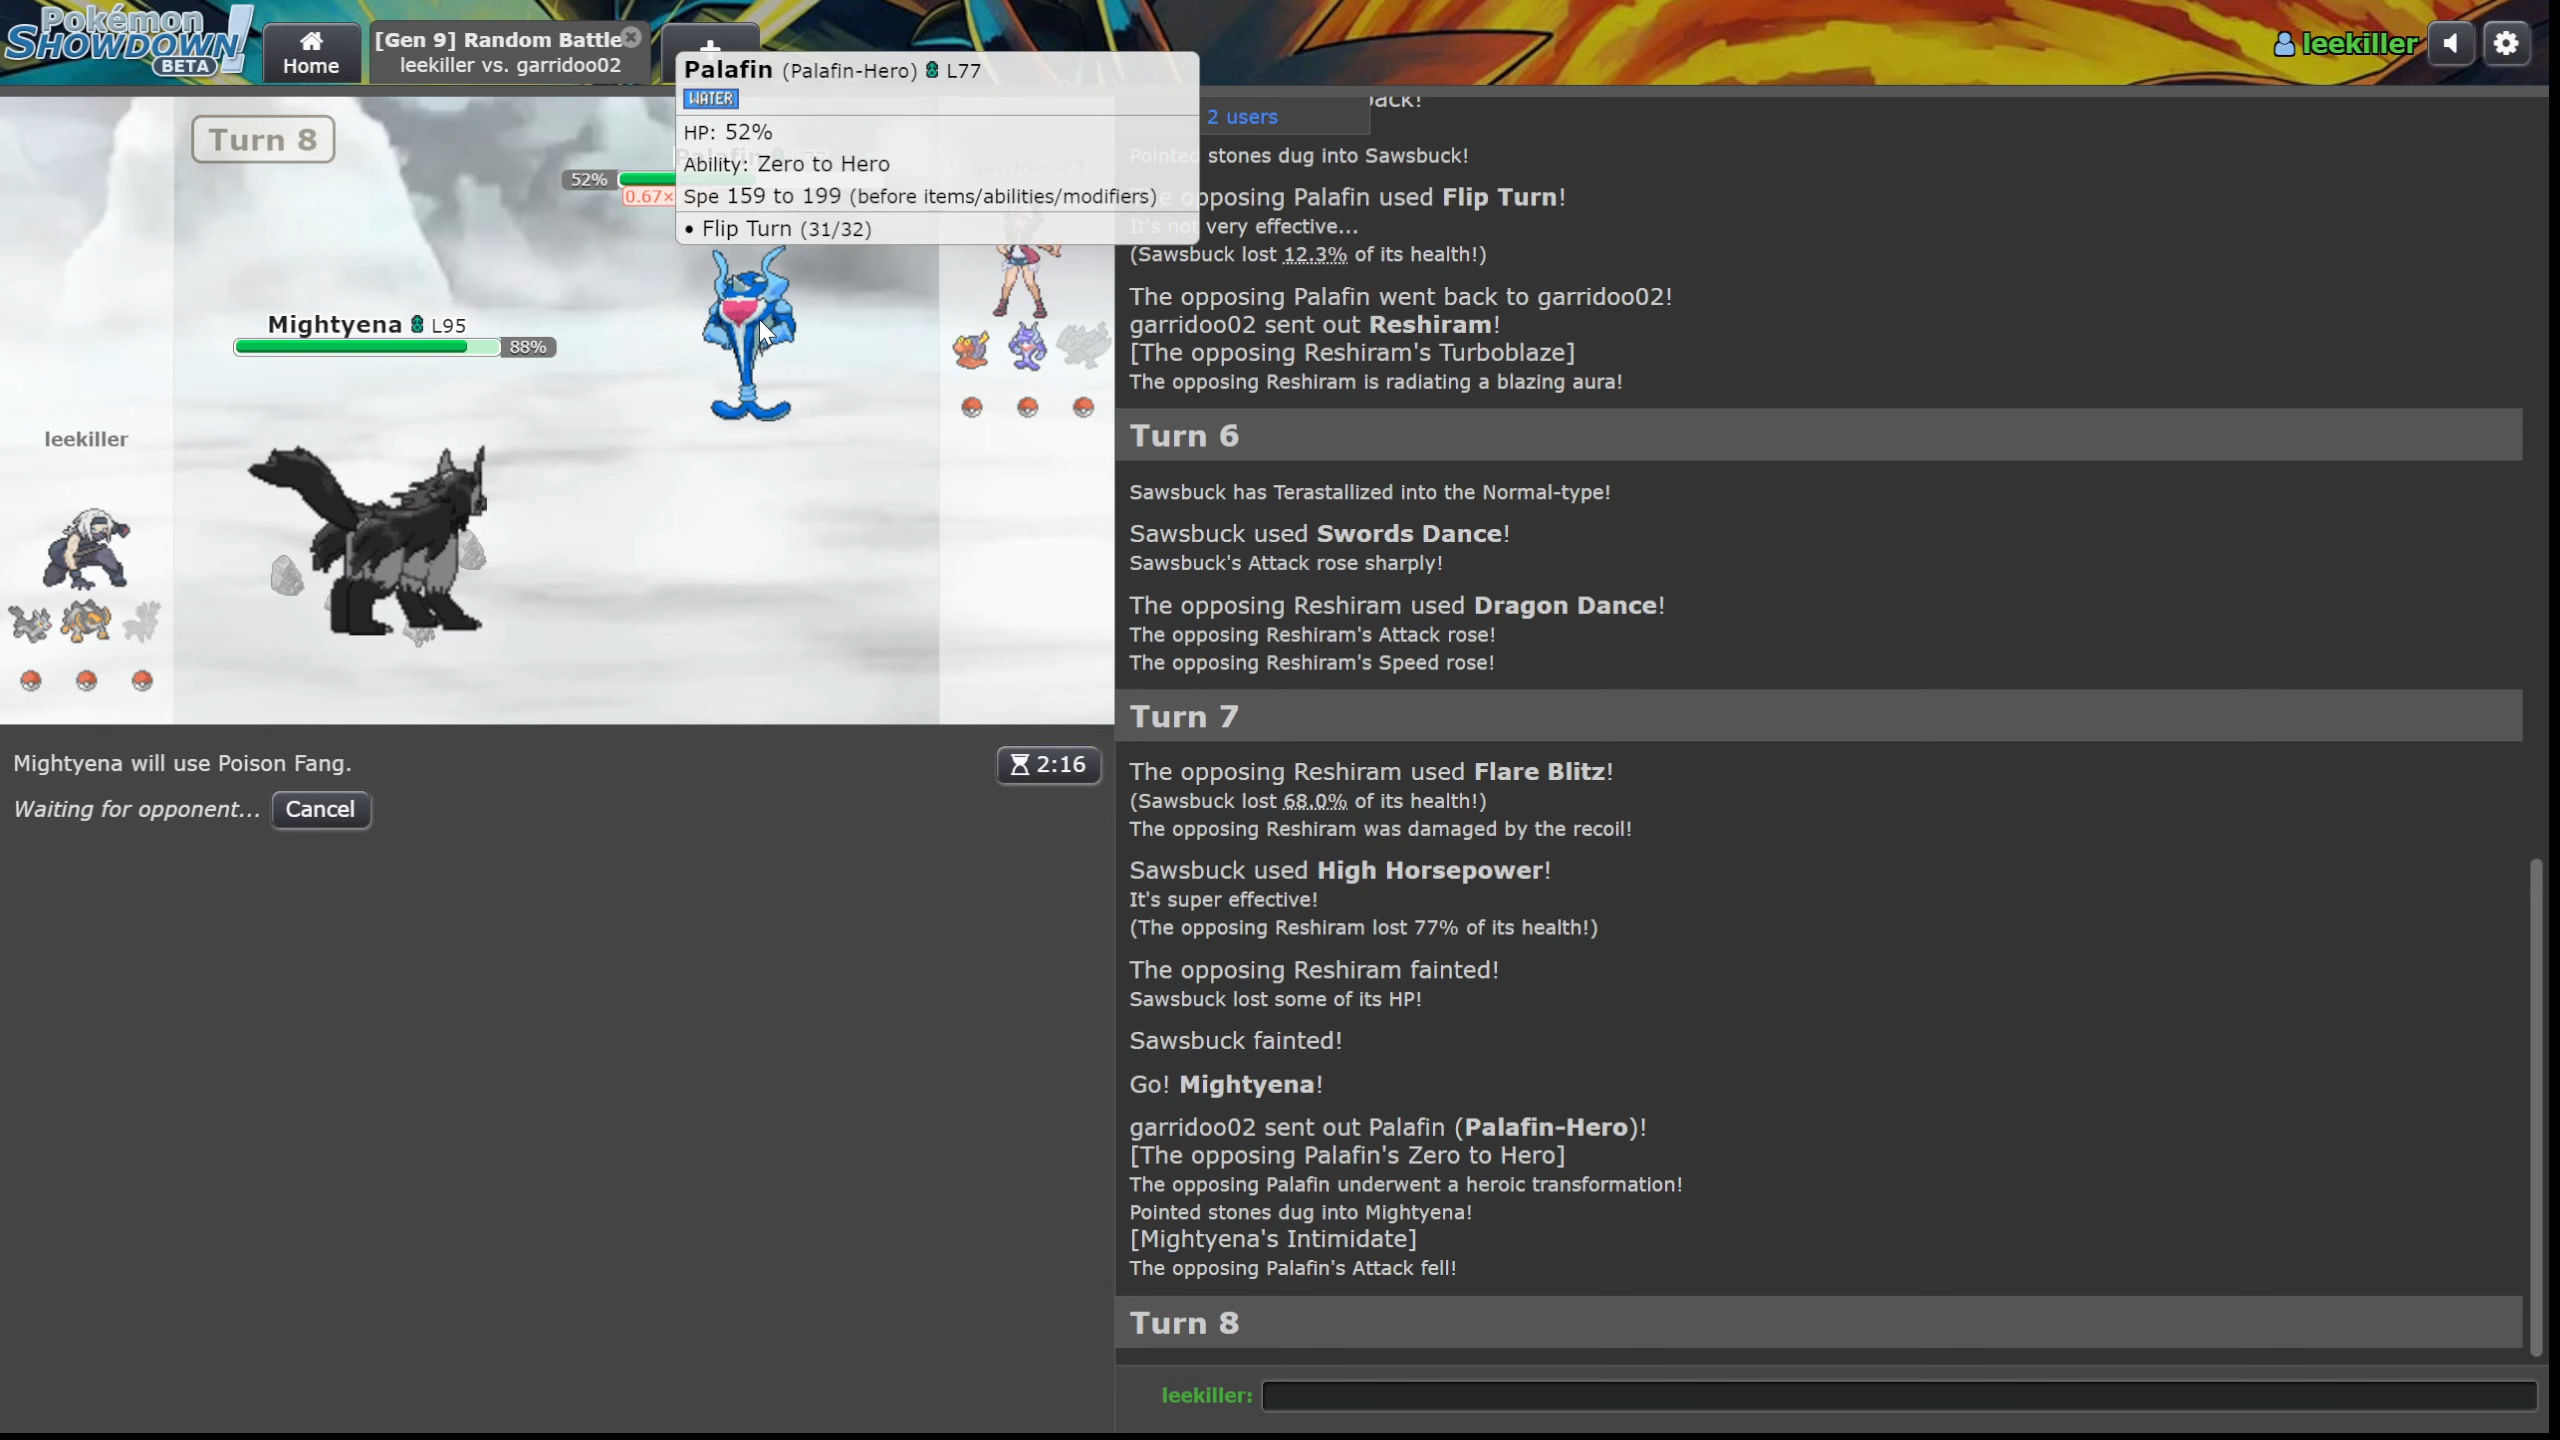 Pokémon
SHOWDOWN!
BETA
Home
[Gen 9] Random Battle
leekiller vs. garridoo02
+
leekiller
Palafin (Palafin-Hero) L77
WATER
HP: 52%
Ability: Zero to Hero
Spe 159 to 199 (before items/abilities/modifiers)
• Flip Turn (31/32)
Turn 8
52%
0.67×
Mightyena L95
88%
leekiller
Mightyena will use Poison Fang.
2:16
Waiting for opponent...
Cancel
2 users
back!
Pointed stones dug into Sawsbuck!
opposing Palafin used Flip Turn!
It's not very effective...
(Sawsbuck lost 12.3% of its health!)
The opposing Palafin went back to garridoo02!
garridoo02 sent out Reshiram!
[The opposing Reshiram's Turboblaze]
The opposing Reshiram is radiating a blazing aura!
Turn 6
Sawsbuck has Terastallized into the Normal-type!
Sawsbuck used Swords Dance!
Sawsbuck's Attack rose sharply!
The opposing Reshiram used Dragon Dance!
The opposing Reshiram's Attack rose!
The opposing Reshiram's Speed rose!
Turn 7
The opposing Reshiram used Flare Blitz!
(Sawsbuck lost 68.0% of its health!)
The opposing Reshiram was damaged by the recoil!
Sawsbuck used High Horsepower!
It's super effective!
(The opposing Reshiram lost 77% of its health!)
The opposing Reshiram fainted!
Sawsbuck lost some of its HP!
Sawsbuck fainted!
Go! Mightyena!
garridoo02 sent out Palafin (Palafin-Hero)!
[The opposing Palafin's Zero to Hero]
The opposing Palafin underwent a heroic transformation!
Pointed stones dug into Mightyena!
[Mightyena's Intimidate]
The opposing Palafin's Attack fell!
Turn 8
leekiller: